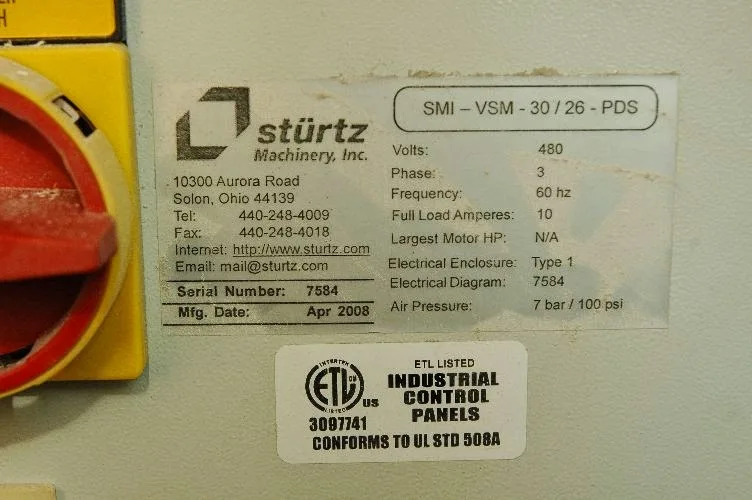 H
stürtz
Machinery, Inc.
10300 Aurora Road
Solon, Ohio 44139
Tel: 440-248-4009
Fax: 440-248-4018
Internet: http://www.sturtz.com
Email: mail@sturtz.com
Serial Number: 7584
Mfg. Date: Apr 2008
SMI – VSM - 30 / 26 - PDS
Volts: 480
Phase: 3
Frequency: 60 hz
Full Load Amperes: 10
Largest Motor HP: N/A
Electrical Enclosure: Type 1
Electrical Diagram: 7584
Air Pressure: 7 bar / 100 psi
INTERTEK
ETL
US
LISTED
3097741
ETL LISTED
INDUSTRIAL
CONTROL
PANELS
CONFORMS TO UL STD 508A